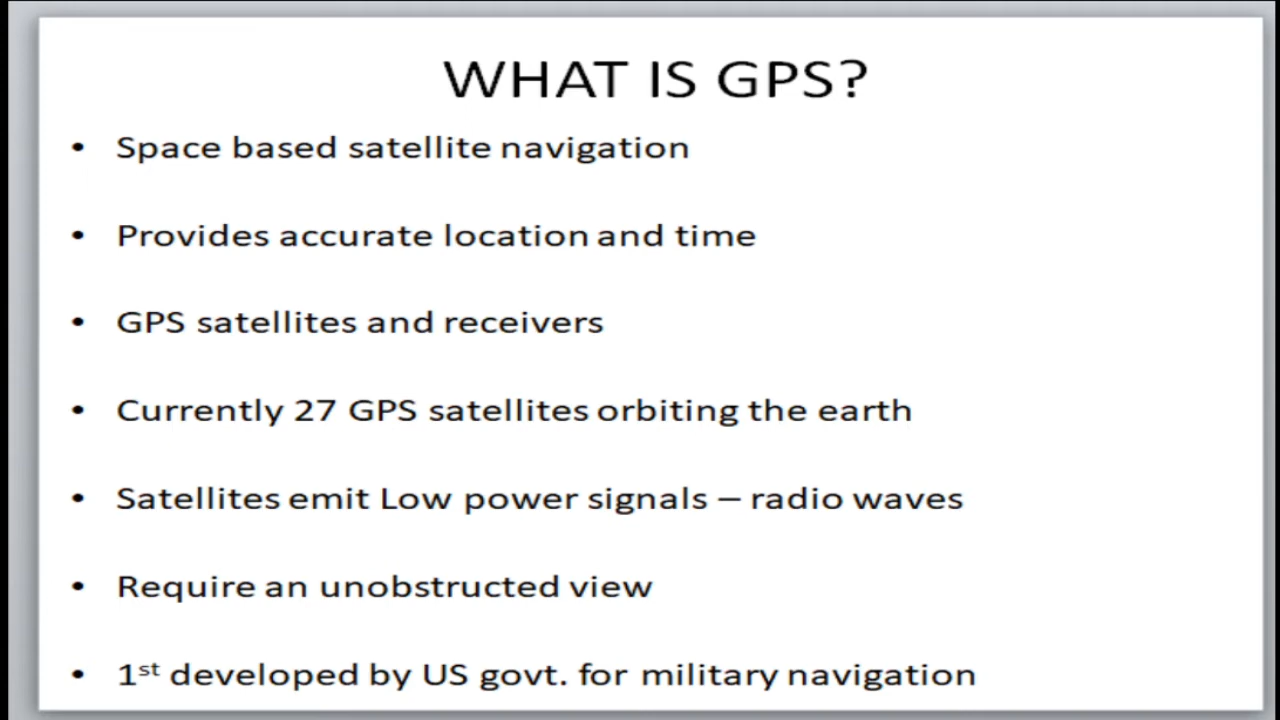 WHAT IS GPS?
• Space based satellite navigation
• Provides accurate location and time
• GPS satellites and receivers
• Currently 27 GPS satellites orbiting the earth
• Satellites emit Low power signals – radio waves
• Require an unobstructed view
• 1st developed by US govt. for military navigation